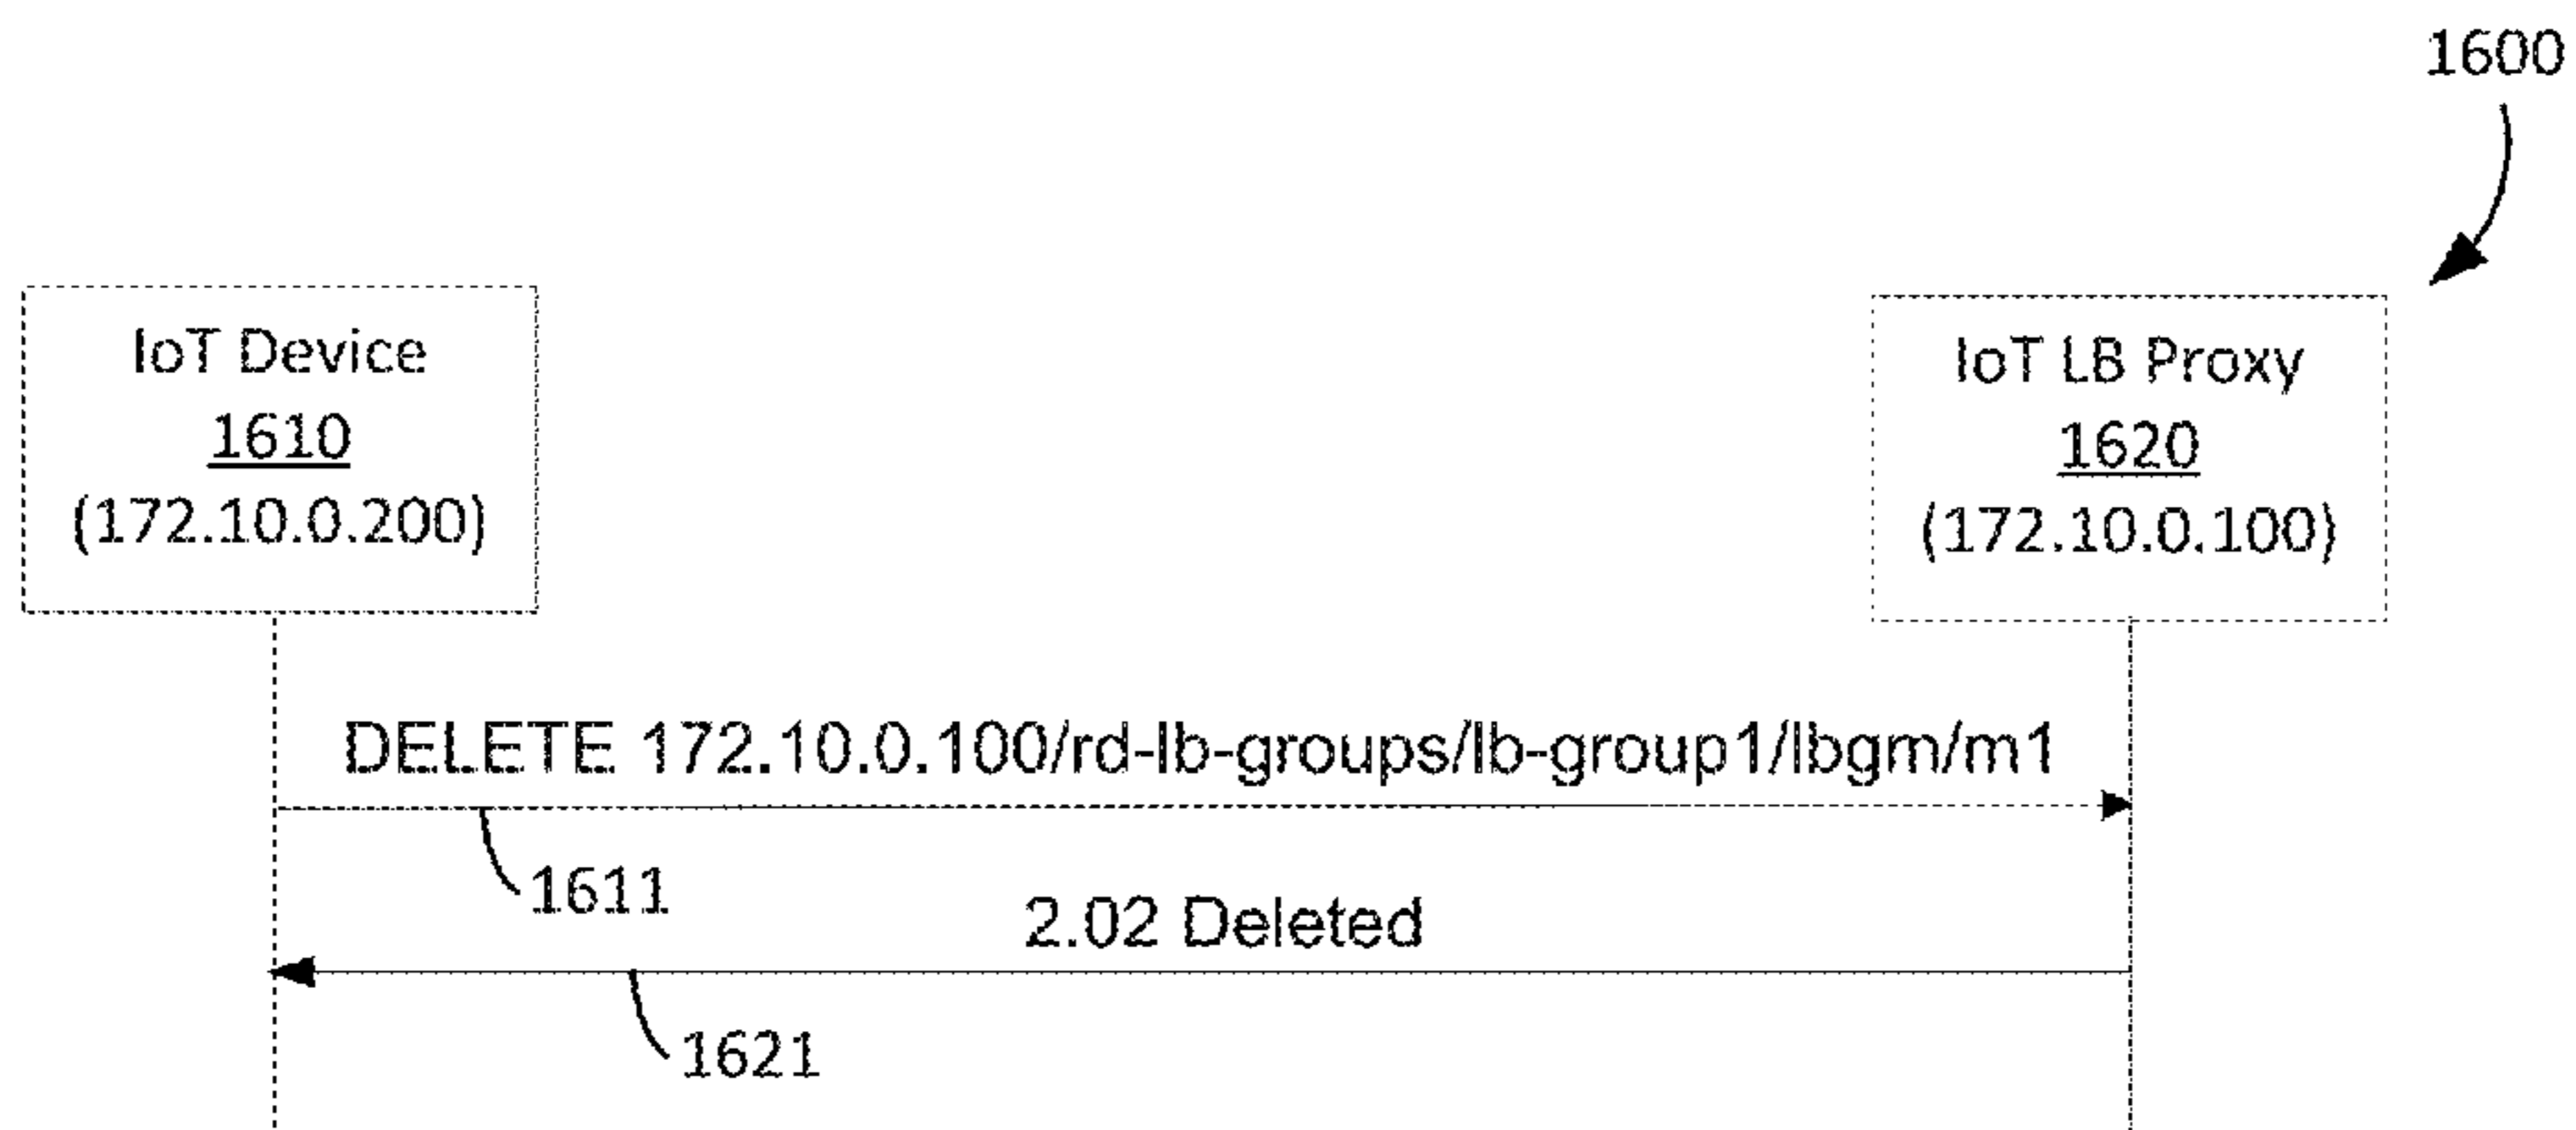 1600
IoT Device
1610
(172.10.0.200)
IoT LB Proxy
1620
(172.10.0.100)
DELETE 172.10.0.100/rd-lb-groups/lb-group1/lbgm/m1
1611
2.02 Deleted
1621